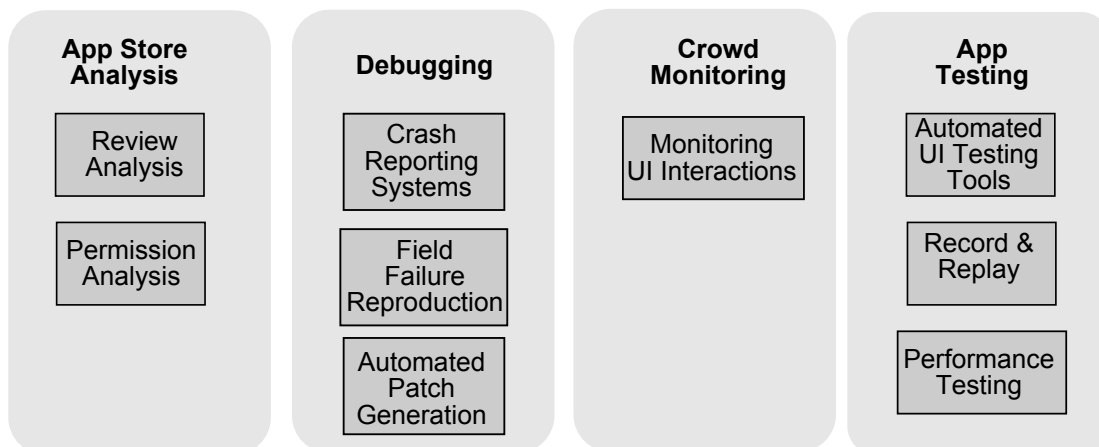 App Store
Analysis
Review
Analysis
Permission
Analysis
Debugging
Crash
Reporting
Systems
Field
Failure
Reproduction
Automated
Patch
Generation
Crowd
Monitoring
Monitoring
UI Interactions
App
Testing
Automated
UI Testing
Tools
Record &
Replay
Performance
Testing